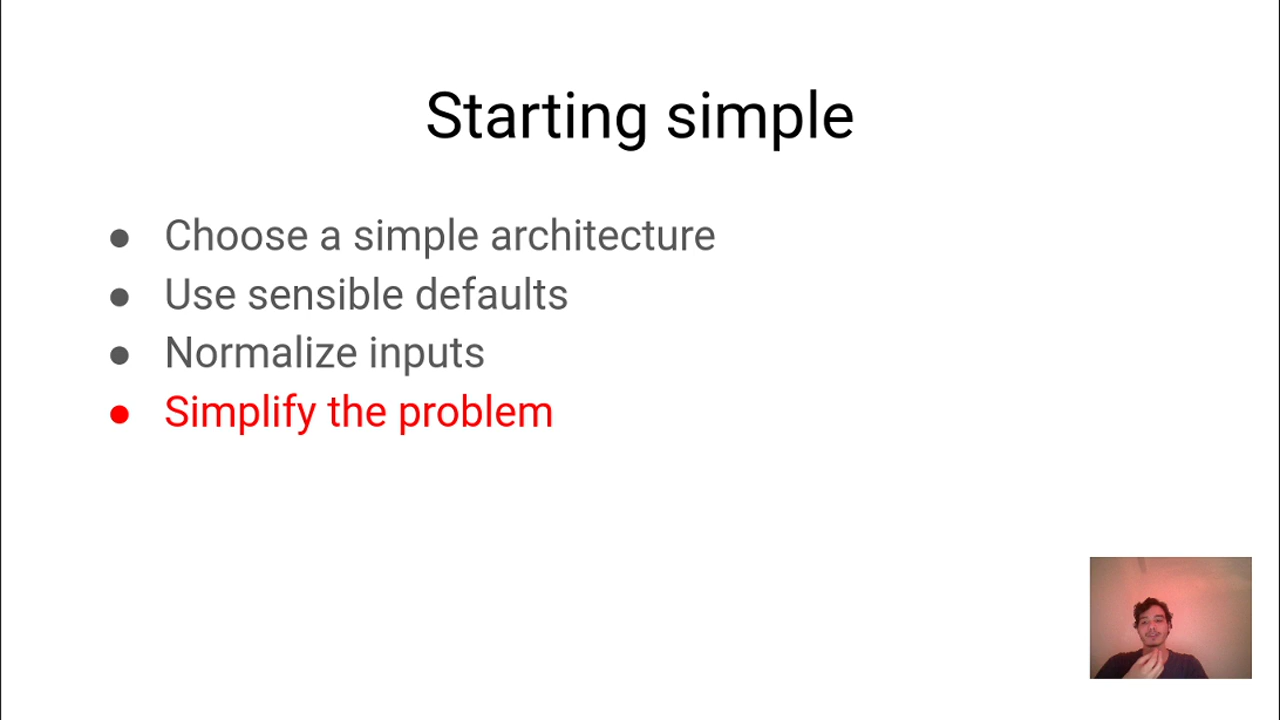 Starting simple
● Choose a simple architecture
● Use sensible defaults
● Normalize inputs
● Simplify the problem